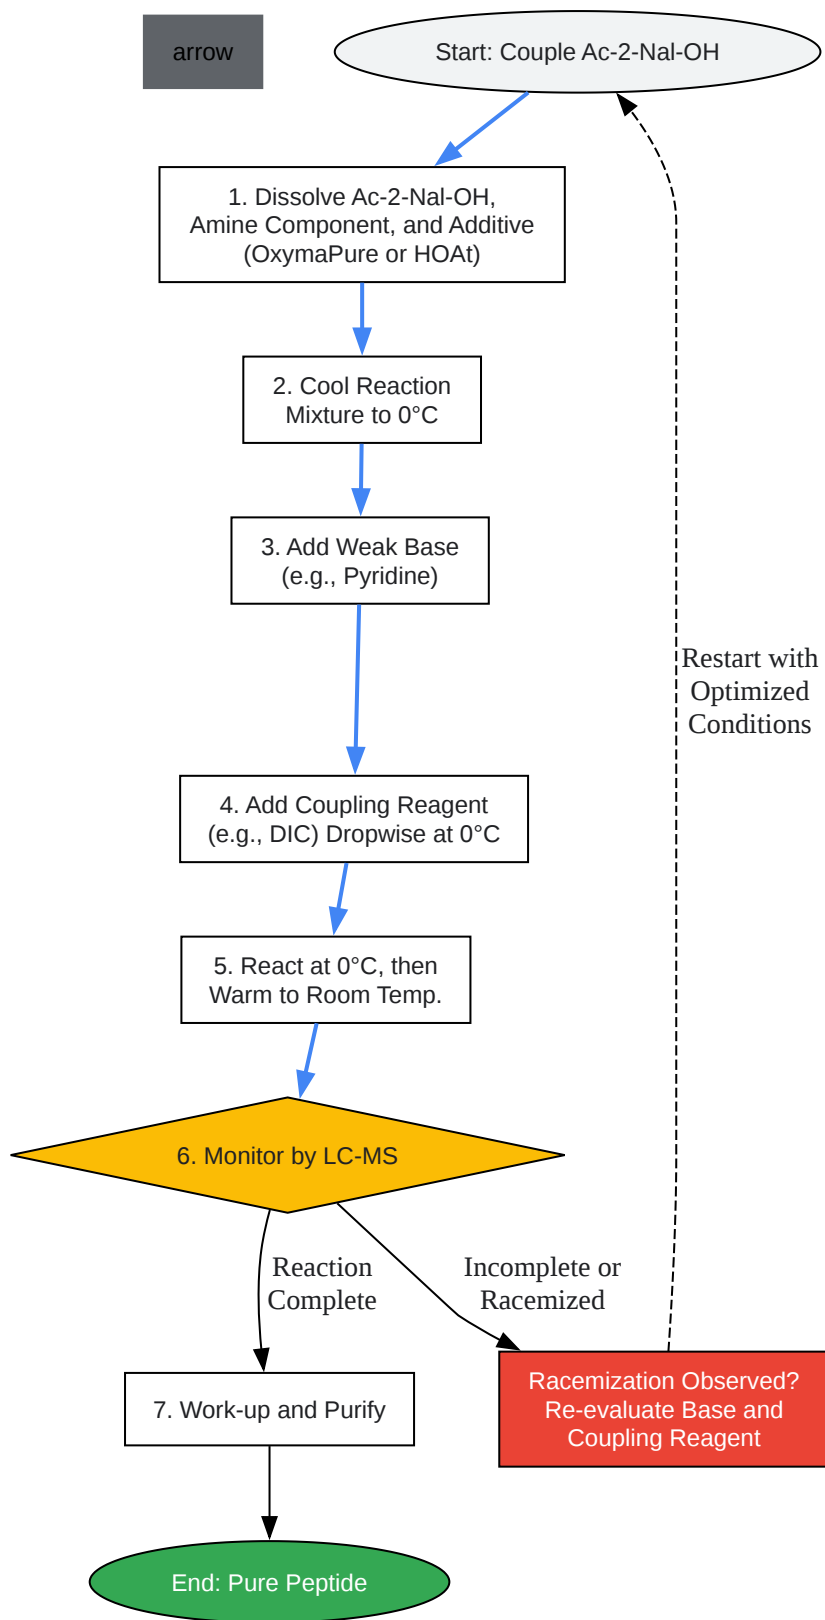 arrow
Start: Couple Ac-2-Nal-OH
1. Dissolve Ac-2-Nal-OH,
Amine Component, and Additive
(OxymaPure or HOAt)
2. Cool Reaction
Mixture to 0°C
3. Add Weak Base
(e.g., Pyridine)
Restart with
Optimized
Conditions
4. Add Coupling Reagent
(e.g., DIC) Dropwise at 0°C
5. React at 0°C, then
Warm to Room Temp.
6. Monitor by LC-MS
Reaction
Complete
Incomplete or
Racemized
7. Work-up and Purify
Racemization Observed?
Re-evaluate Base and
Coupling Reagent
End: Pure Peptide